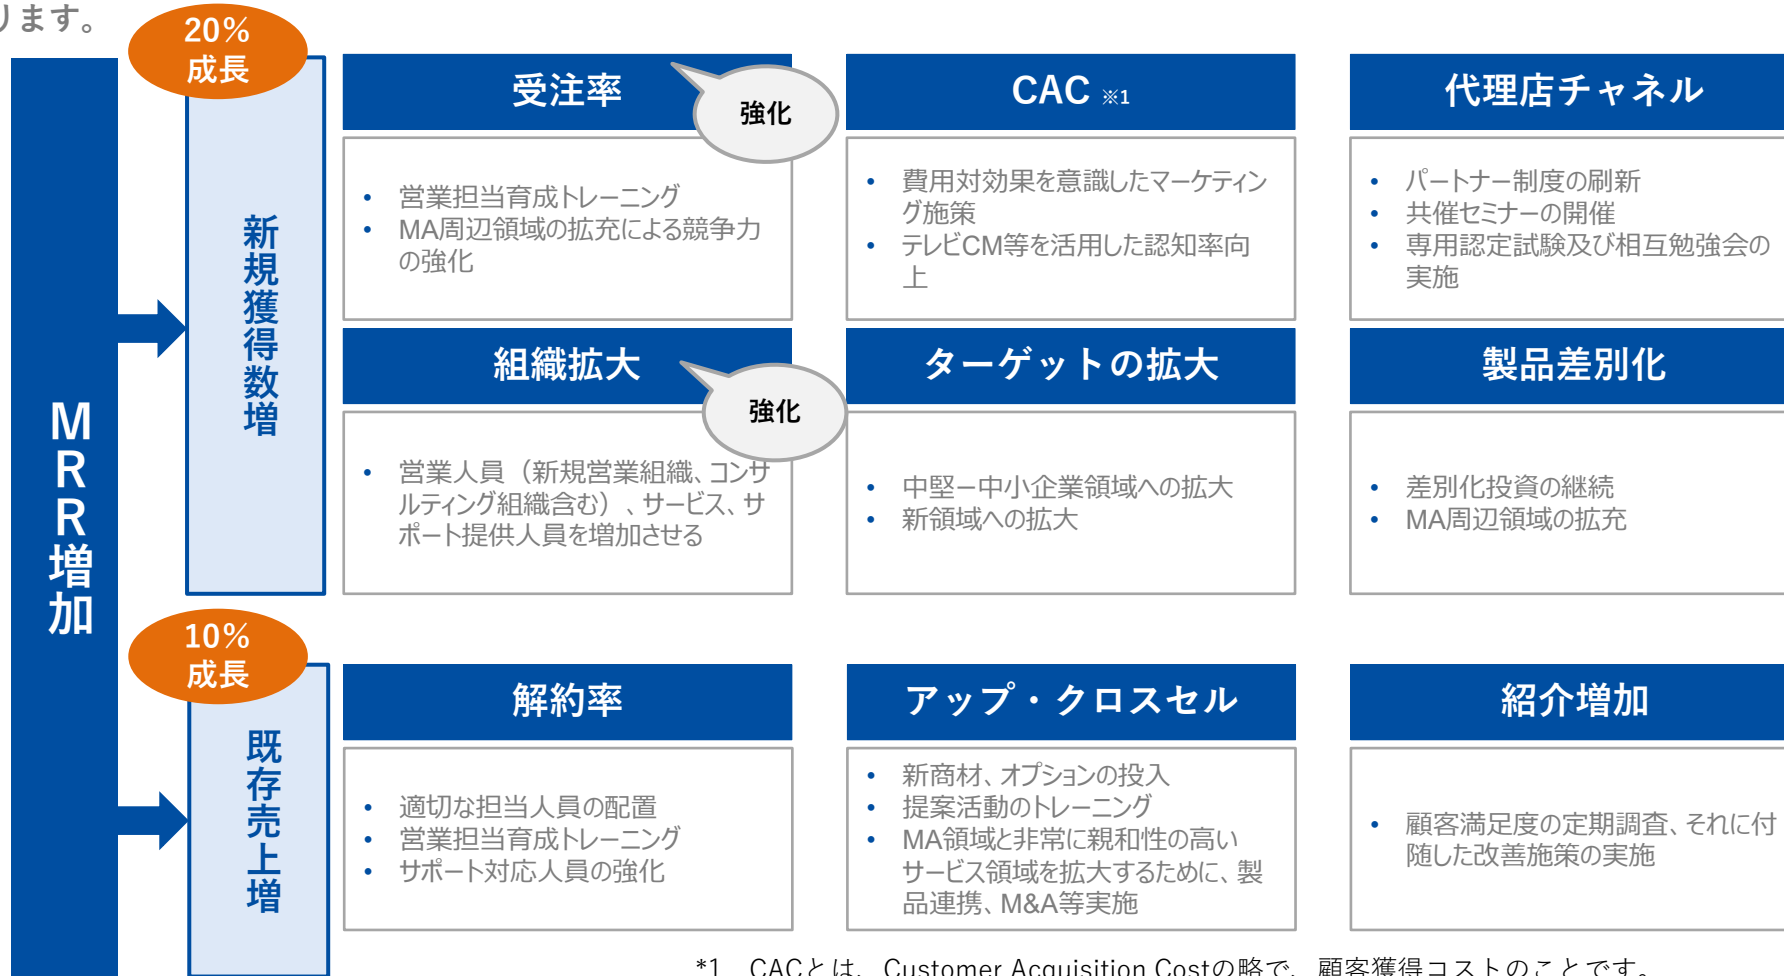 ります。
MRR増加
20%
成長
新規獲得数増
受注率
強化
・ 営業担当育成トレーニング
・ MA周辺領域の拡充による競争力
の強化
CAC ※1
・ 費用対効果を意識したマーケティン
グ施策
・ テレビCM等を活用した認知率向
上
代理店チャネル
・ パートナー制度の刷新
・ 共催セミナーの開催
・ 専用認定試験及び相互勉強会の
実施
組織拡大
強化
・ 営業人員（新規営業組織、コンサ
ルティング組織含む）、サービス、サ
ポート提供人員を増加させる
ターゲットの拡大
・ 中堅ー中小企業領域への拡大
・ 新領域への拡大
製品差別化
・ 差別化投資の継続
・ MA周辺領域の拡充
10%
成長
既存売上増
解約率
・ 適切な担当人員の配置
・ 営業担当育成トレーニング
・ サポート対応人員の強化
アップ・クロスセル
・ 新商材、オプションの投入
・ 提案活動のトレーニング
・ MA領域と非常に親和性の高い
サービス領域を拡大するために、製
品連携、M&A等実施
紹介増加
・ 顧客満足度の定期調査、それに付
随した改善施策の実施
*1 CACとは、Customer Acquisition Costの略で、顧客獲得コストのことです。